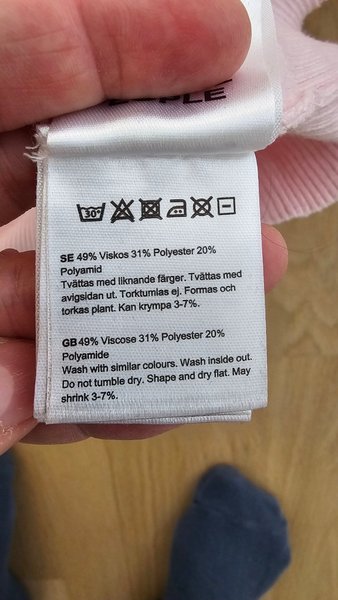 PLE
30°
SE 49% Viskos 31% Polyester 20%
Polyamid
Tvättas med liknande färger. Tvättas med
avigsidan ut. Torktumlas ej. Formas och
torkas plant. Kan krympa 3-7%.
GB 49% Viscose 31% Polyester 20%
Polyamide
Wash with similar colours. Wash inside out.
Do not tumble dry. Shape and dry flat. May
shrink 3-7%.